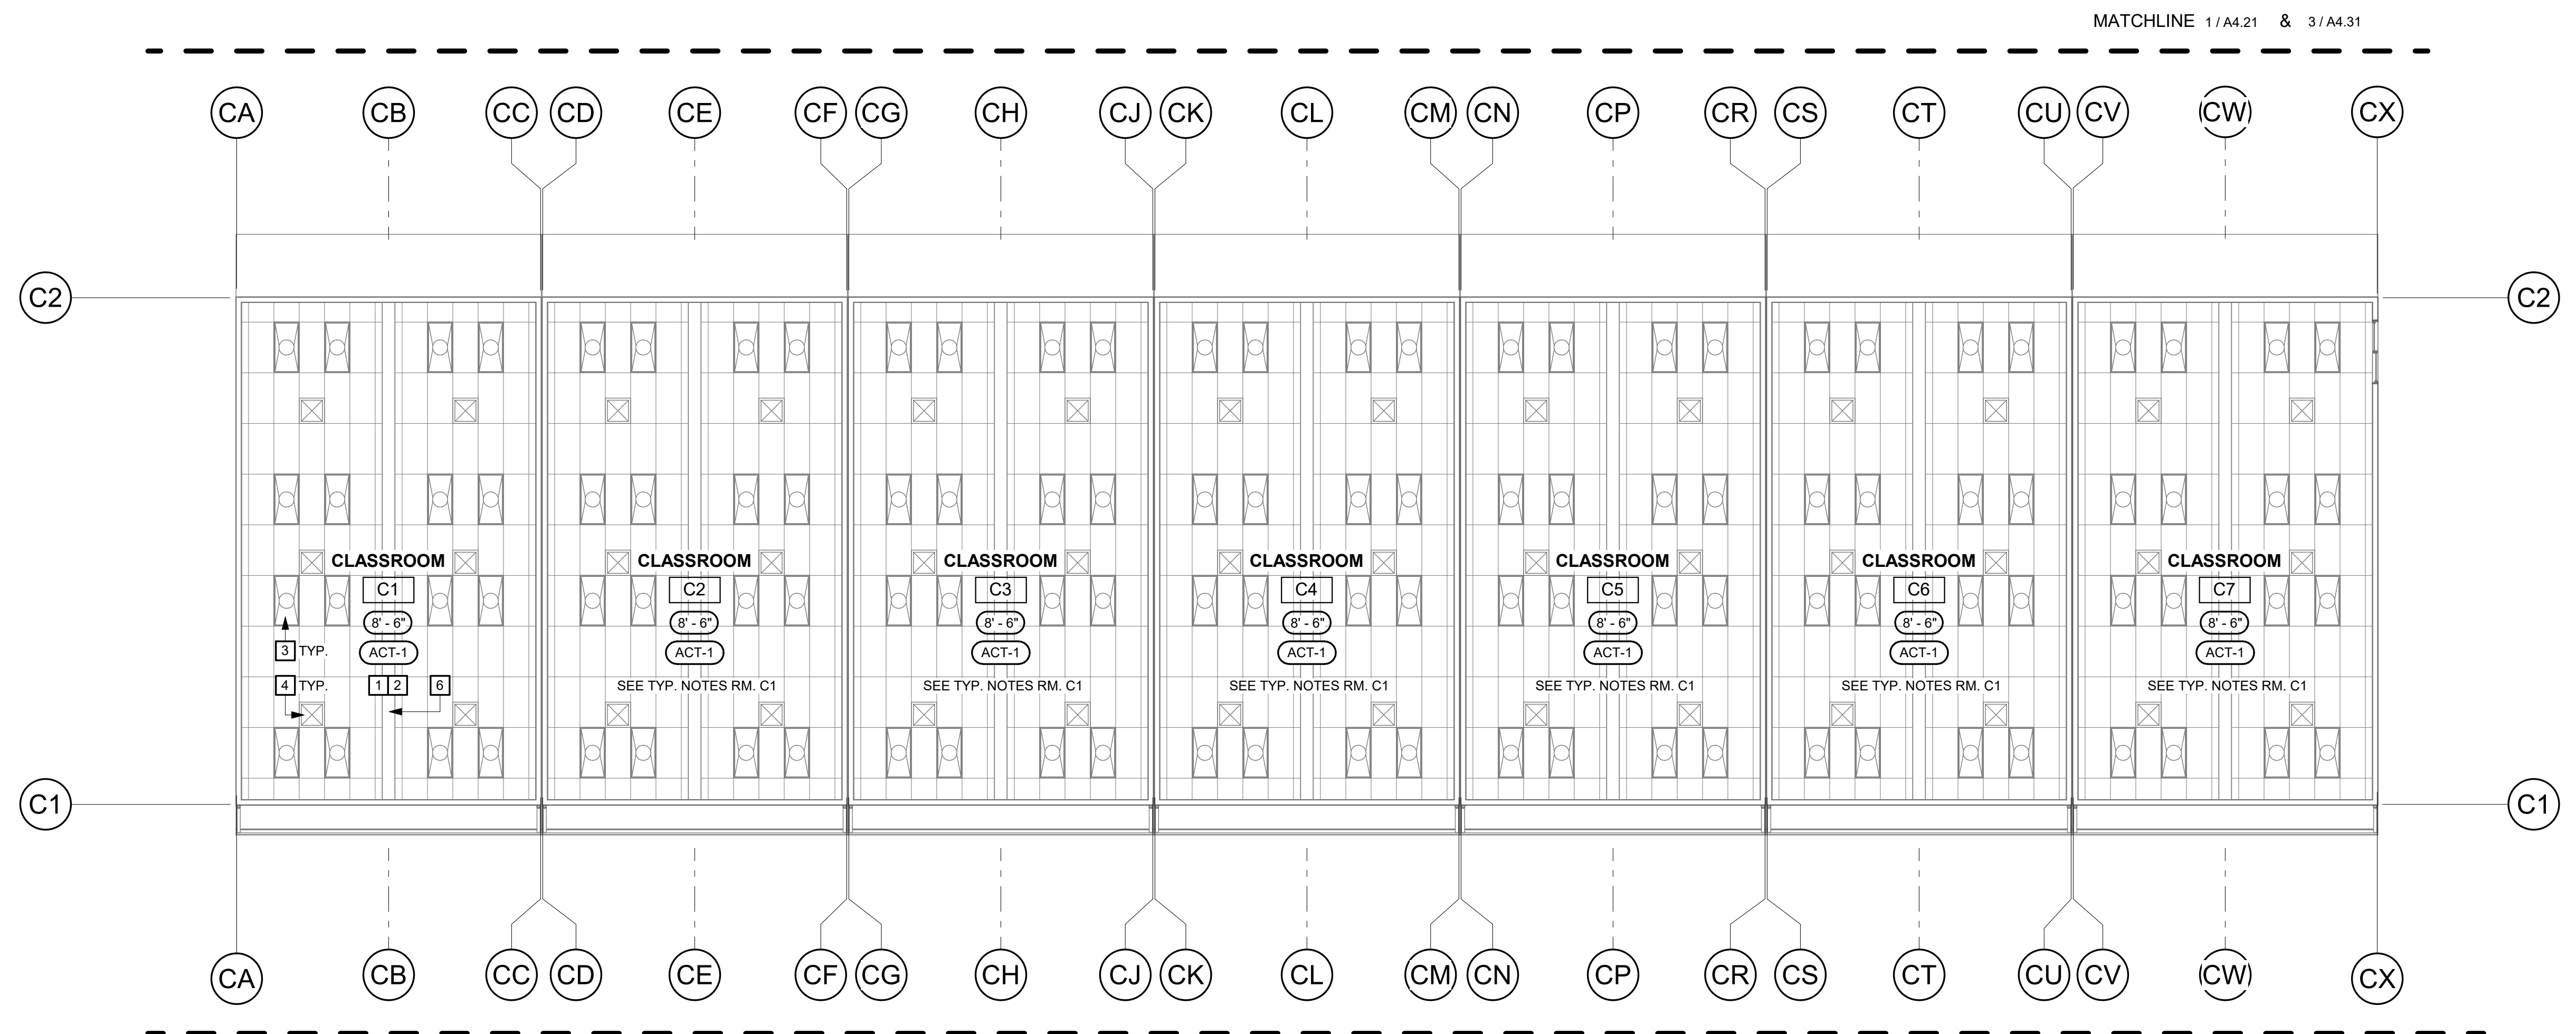 MATCHLINE 1 / A4.21 & 3 / A4.31
CA CB CC CD CE CF CG CH CJ CK CL CM CN CP CR CS CT CU CV CW CX
C2 C2
CLASSROOM CLASSROOM CLASSROOM CLASSROOM CLASSROOM CLASSROOM CLASSROOM
C1 C2 C3 C4 C5 C6 C7
8' - 6" 8' - 6" 8' - 6" 8' - 6" 8' - 6" 8' - 6" 8' - 6"
3 TYP. ACT-1 ACT-1 ACT-1 ACT-1 ACT-1 ACT-1 ACT-1
4 TYP. 1 2 6 SEE TYP. NOTES RM. C1 SEE TYP. NOTES RM. C1 SEE TYP. NOTES RM. C1 SEE TYP. NOTES RM. C1 SEE TYP. NOTES RM. C1 SEE TYP. NOTES RM. C1
C1 C1
CA CB CC CD CE CF CG CH CJ CK CL CM CN CP CR CS CT CU CV CW CX